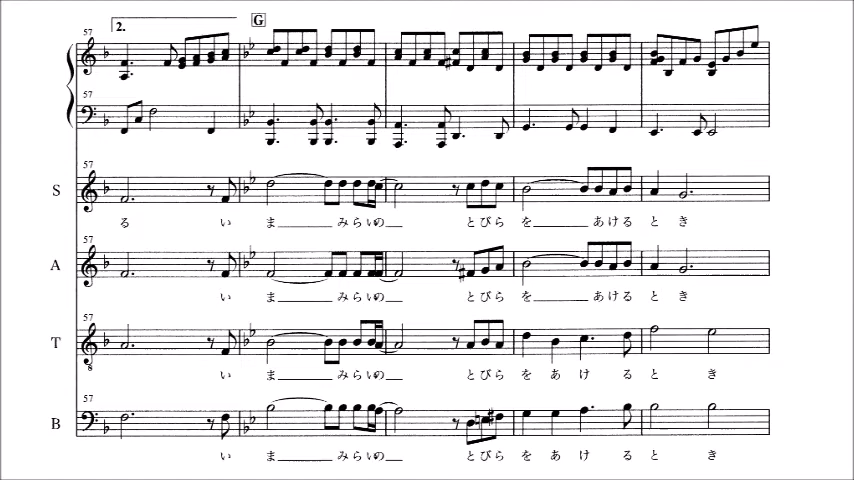 2.
G
57
57
57
S
る い ま みらいの とびら を あける と き
57
A
い ま みらいの とびら を あける と き
57
T
8
い ま みらいの とびら を あ け る と き
57
B
い ま みらいの とびら を あ け る と き